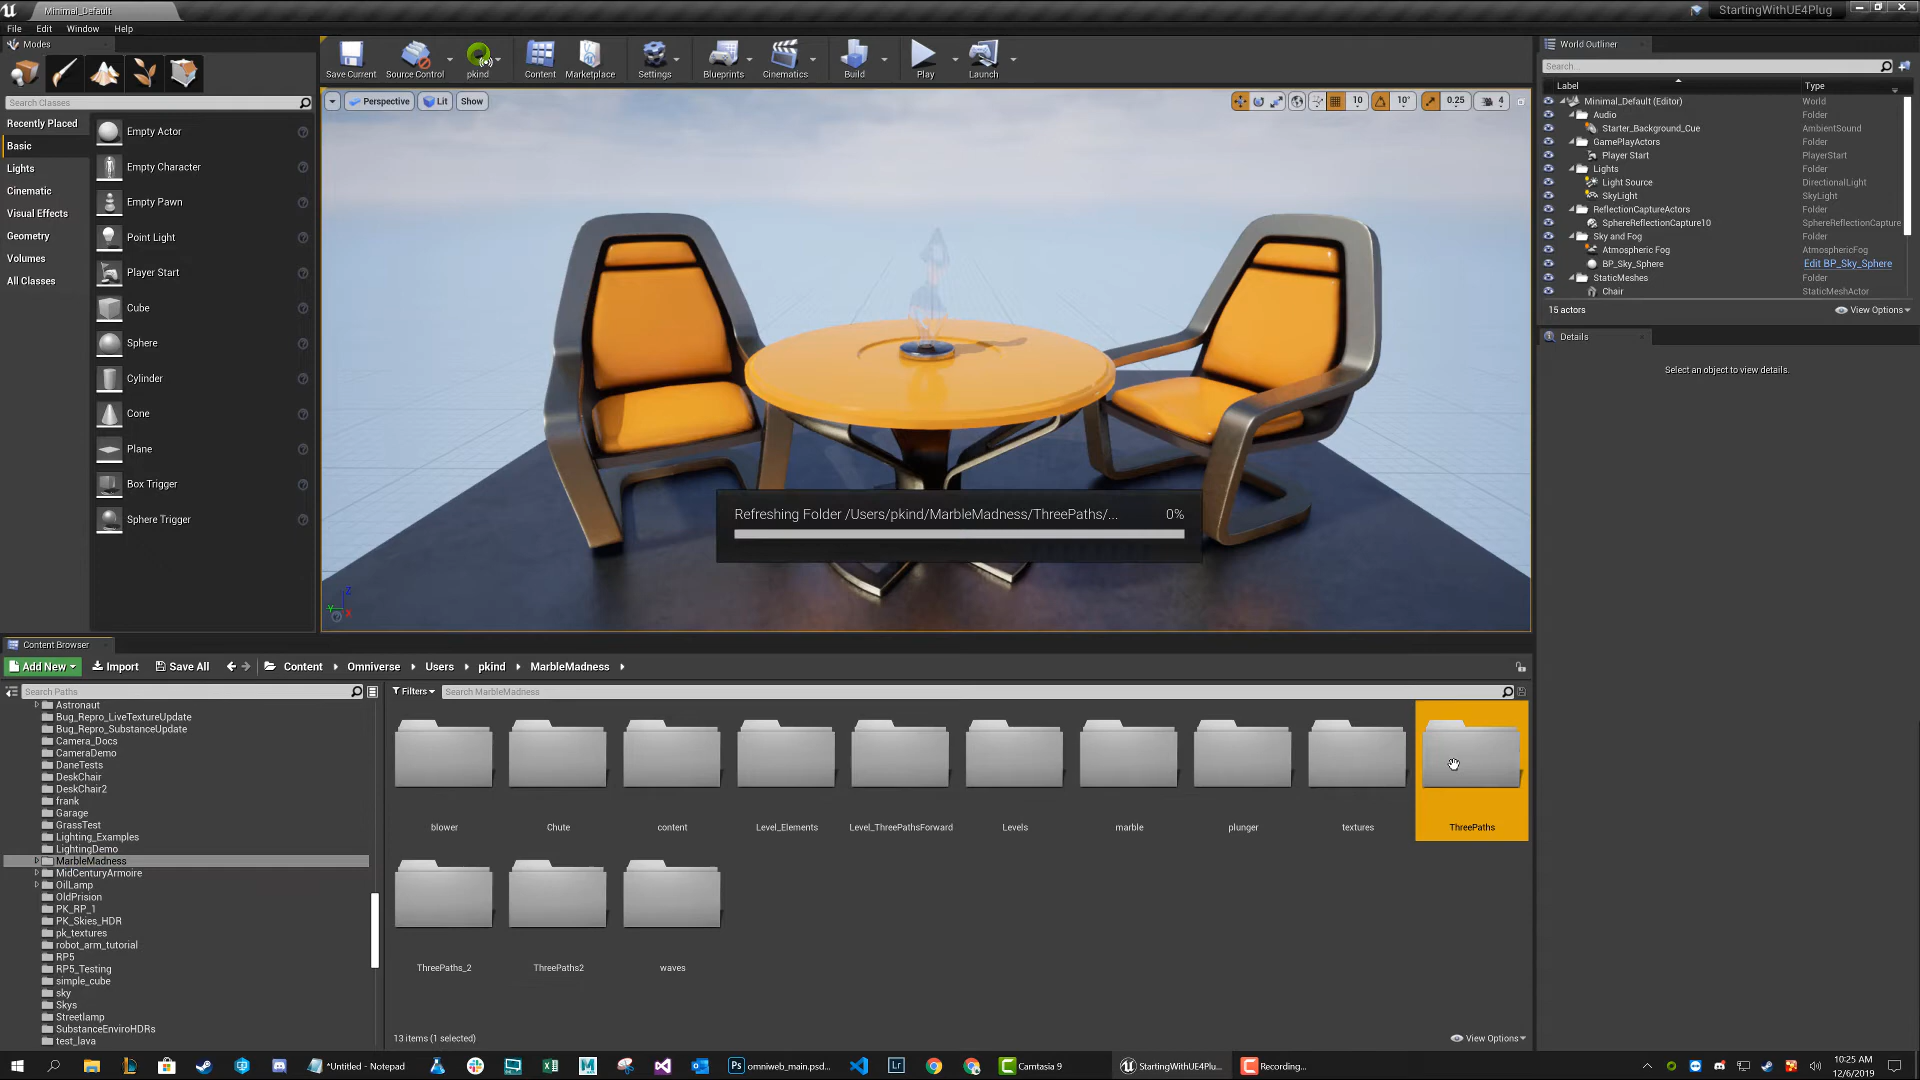 Minimal_Default
StartingWithUE4Plug
File Edit Window Help
Modes
Search Classes
Recently Placed
Basic
Lights
Cinematic
Visual Effects
Geometry
Volumes
All Classes
Empty Actor
Empty Character
Empty Pawn
Point Light
Player Start
Cube
Sphere
Cylinder
Cone
Plane
Box Trigger
Sphere Trigger
Save Current Source Control pkind Content Marketplace Settings Blueprints Cinematics Build Play Launch
Perspective Lit Show
10 10° 0.25 4
Refreshing Folder /Users/pkind/MarbleMadness/ThreePaths/... 0%
World Outliner
Search...
Label Type
Minimal_Default (Editor) World
Audio Folder
Starter_Background_Cue AmbientSound
GamePlayActors Folder
Player Start PlayerStart
Lights Folder
Light Source DirectionalLight
SkyLight SkyLight
ReflectionCaptureActors Folder
SphereReflectionCapture10 SphereReflectionCapture
Sky and Fog Folder
Atmospheric Fog AtmosphericFog
BP_Sky_Sphere Edit BP_Sky_Sphere
StaticMeshes Folder
Chair StaticMeshActor
15 actors View Options
Details
Select an object to view details.
Content Browser
Add New Import Save All Content Omniverse Users pkind MarbleMadness
Search Paths
Filters Search MarbleMadness
Astronaut
Bug_Repro_LiveTextureUpdate
Bug_Repro_SubstanceUpdate
Camera_Docs
CameraDemo
DaneTests
DeskChair
DeskChair2
frank
Garage
GrassTest
Lighting_Examples
LightingDemo
MarbleMadness
MidCenturyArmoire
OilLamp
OldPrision
PK_RP_1
PK_Skies_HDR
pk_textures
robot_arm_tutorial
RP5
RP5_Testing
simple_cube
sky
Skys
Streetlamp
SubstanceEnviroHDRs
test_lava
blower Chute content Level_Elements Level_ThreePathsForward Levels marble plunger textures ThreePaths
ThreePaths_2 ThreePaths2 waves
13 items (1 selected) View Options
*Untitled - Notepad omniweb_main.psd... Camtasia 9 StartingWithUE4Plu... Recording...
10:25 AM
12/6/2019